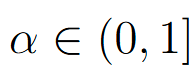 α ∈ (0, 1]